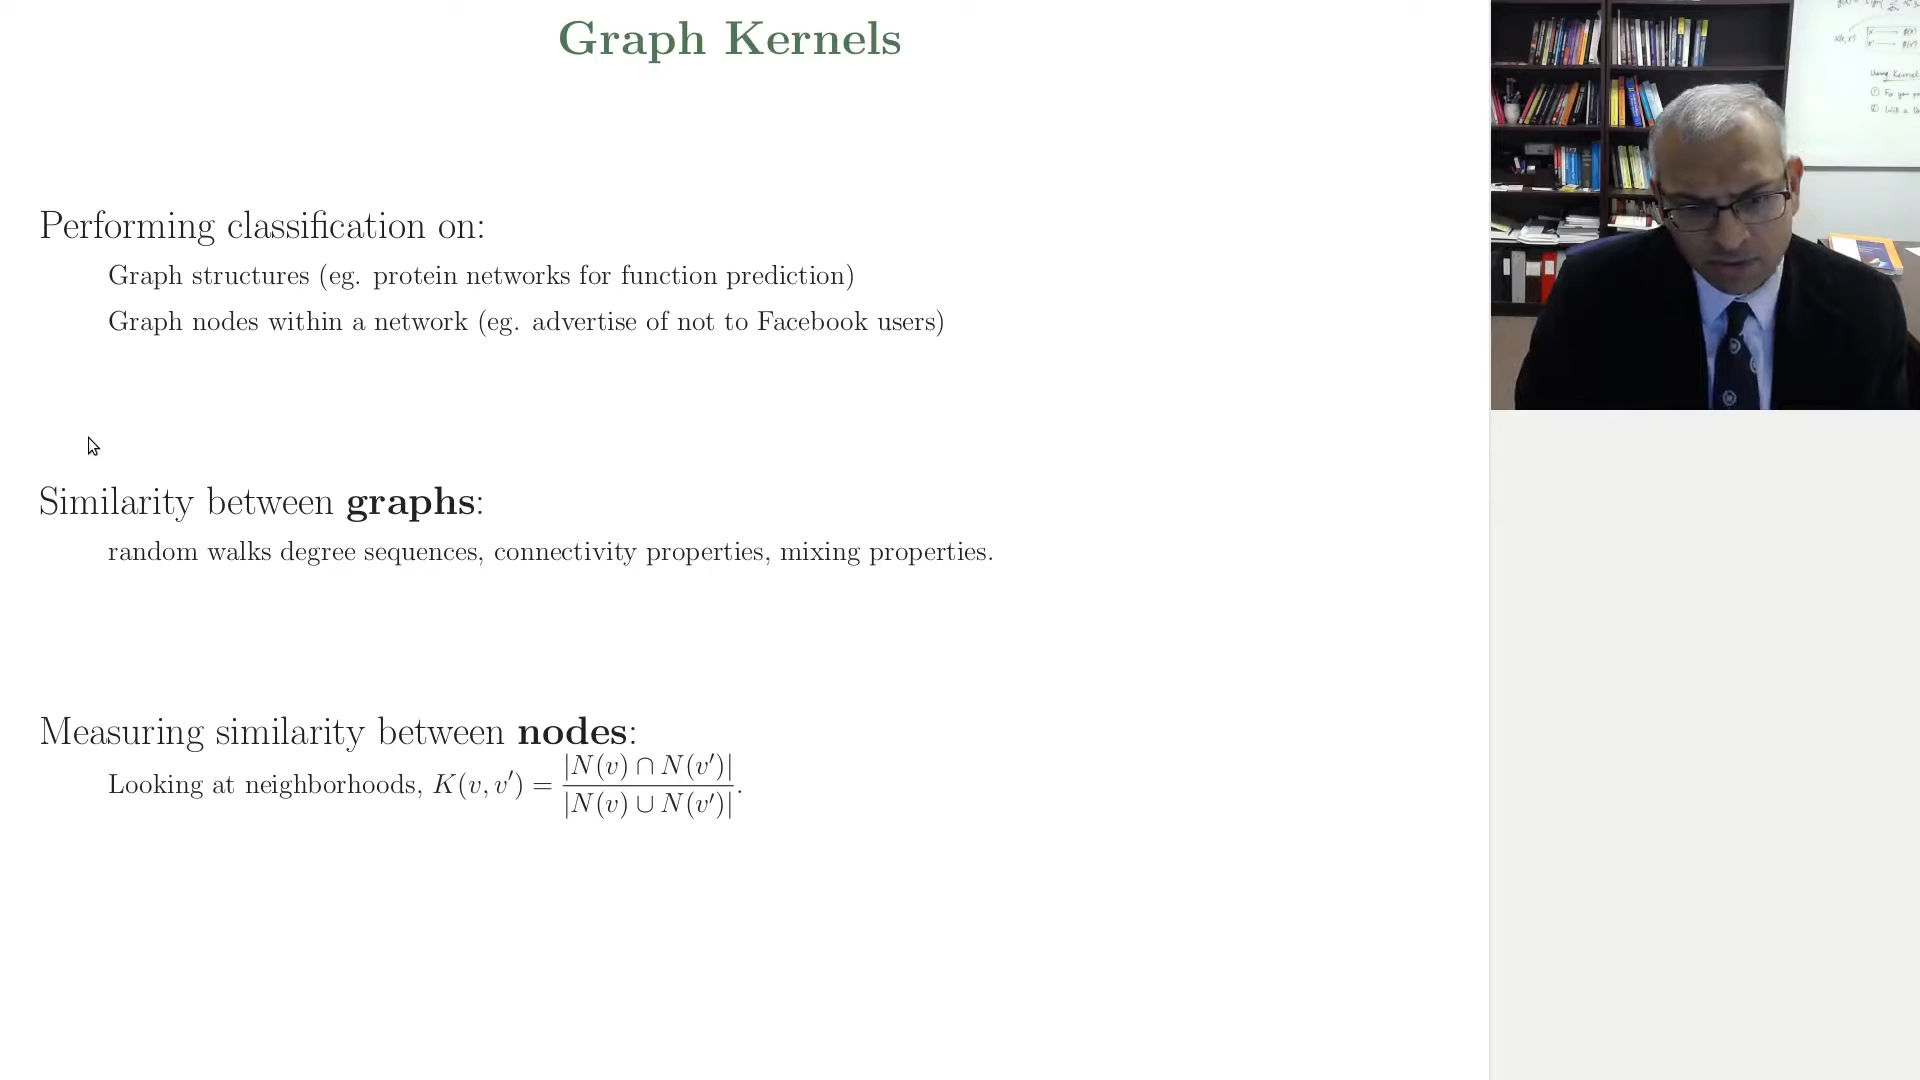 Graph Kernels
Performing classification on:
Graph structures (eg. protein networks for function prediction)
Graph nodes within a network (eg. advertise of not to Facebook users)
Similarity between graphs:
random walks degree sequences, connectivity properties, mixing properties.
Measuring similarity between nodes:
Looking at neighborhoods, K(v, v′) = |N(v) ∩ N(v′)| / |N(v) ∪ N(v′)|.
Using Kernel